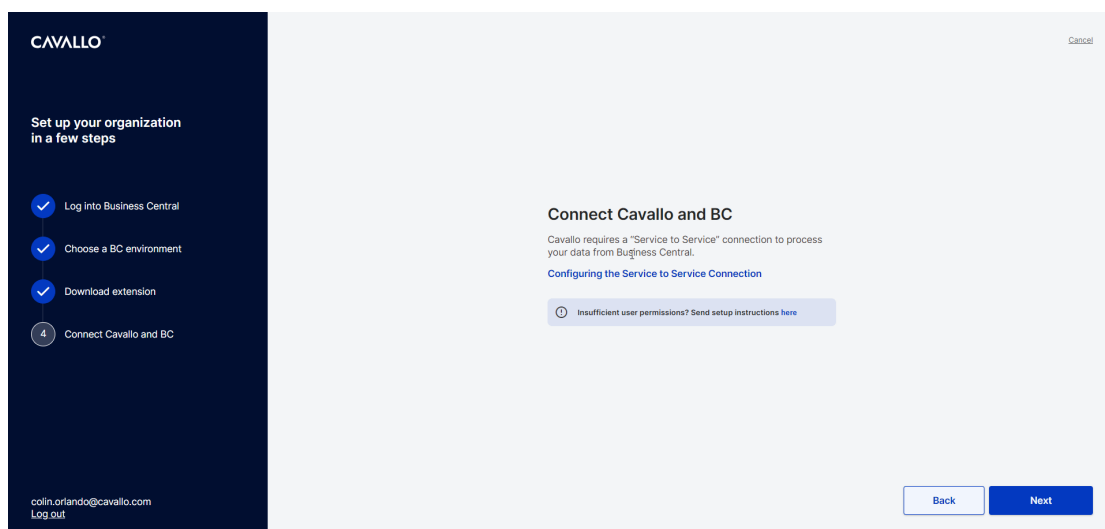 CAVALLO
Cancel
Set up your organization
in a few steps
Log into Business Central
Choose a BC environment
Download extension
4
Connect Cavallo and BC
Connect Cavallo and BC
Cavallo requires a "Service to Service" connection to process
your data from Business Central.
Configuring the Service to Service Connection
Insufficient user permissions? Send setup instructions here
colin.orlando@cavallo.com
Log out
Back
Next